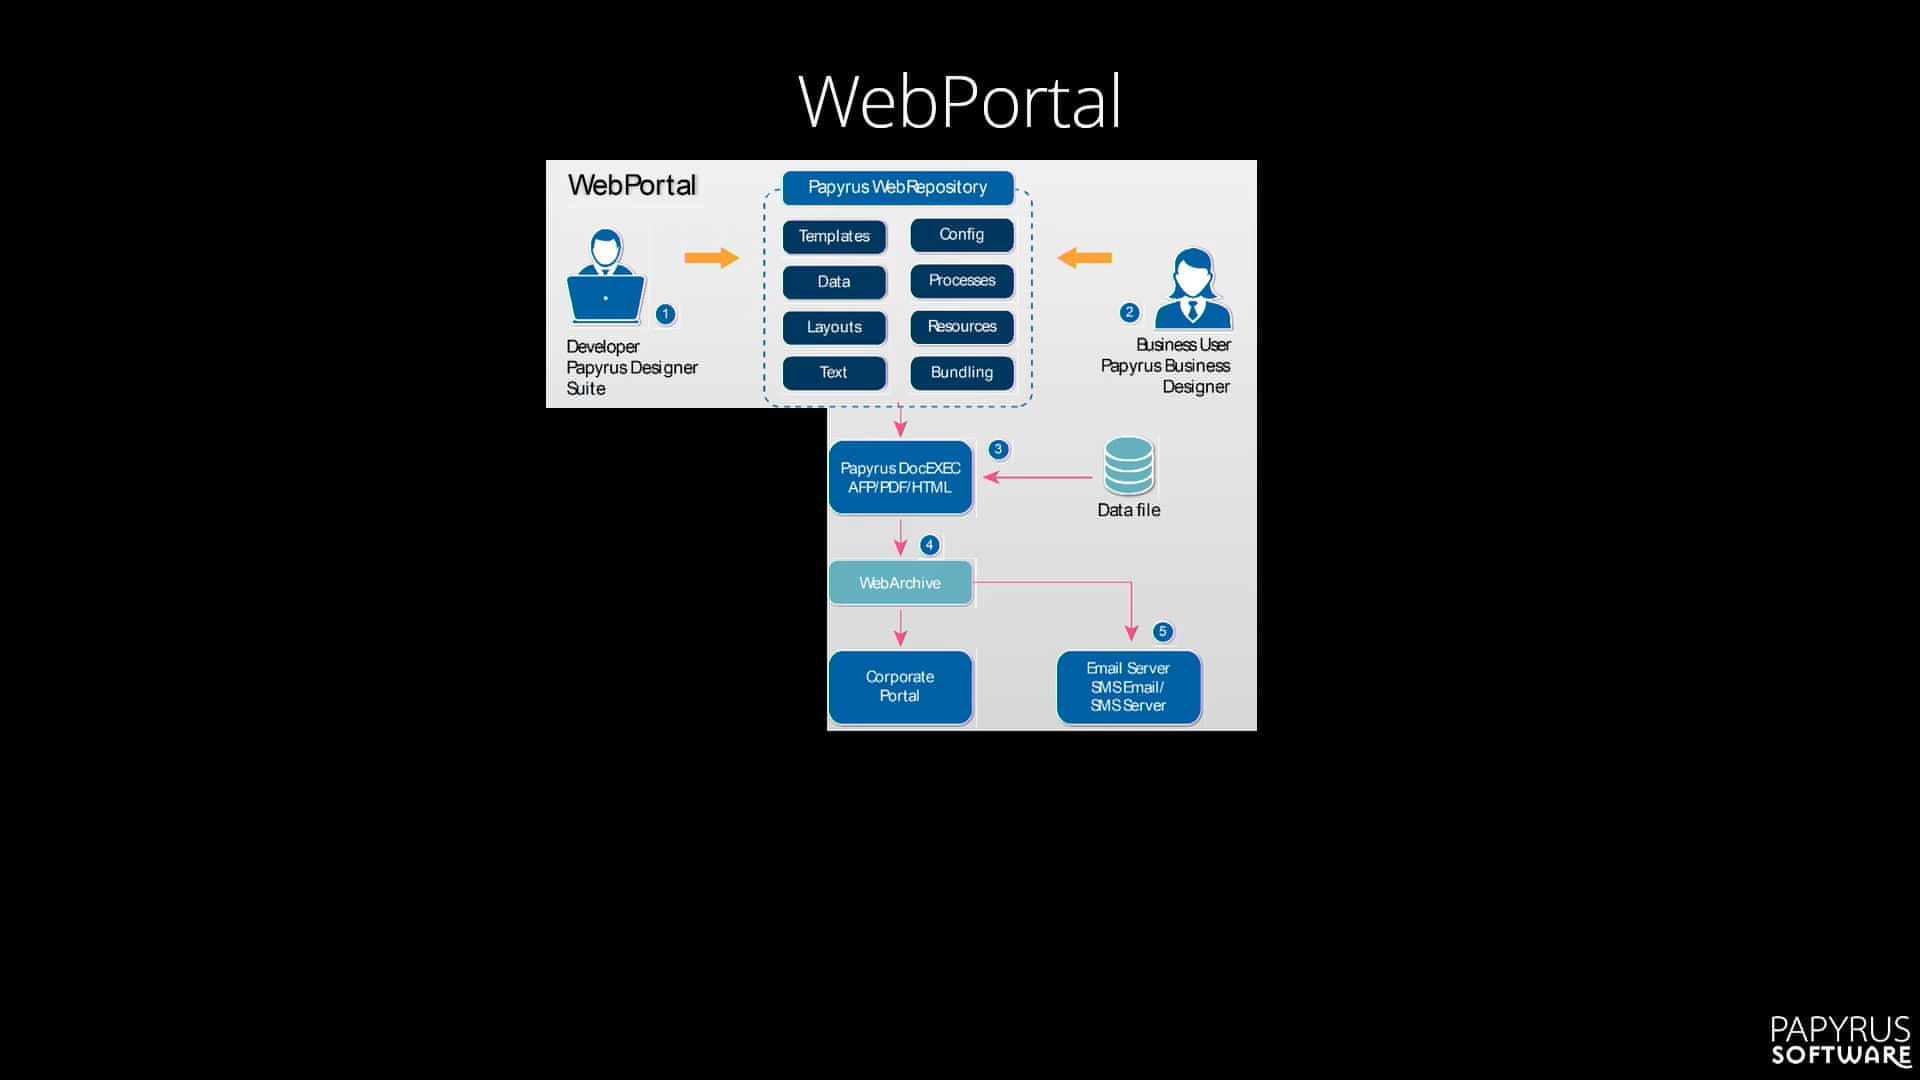 WebPortal
WebPortal
Papyrus WebRepository
Templates
Config
Data
Processes
Layouts
Resources
Text
Bundling
1
Developer
Papyrus Designer
Suite
2
Business User
Papyrus Business
Designer
3
Papyrus DocEXEC
AFP/PDF/HTML
Data file
4
WebArchive
5
Corporate
Portal
Email Server
SMS Email/
SMS Server
PAPYRUS
SOFTWARE